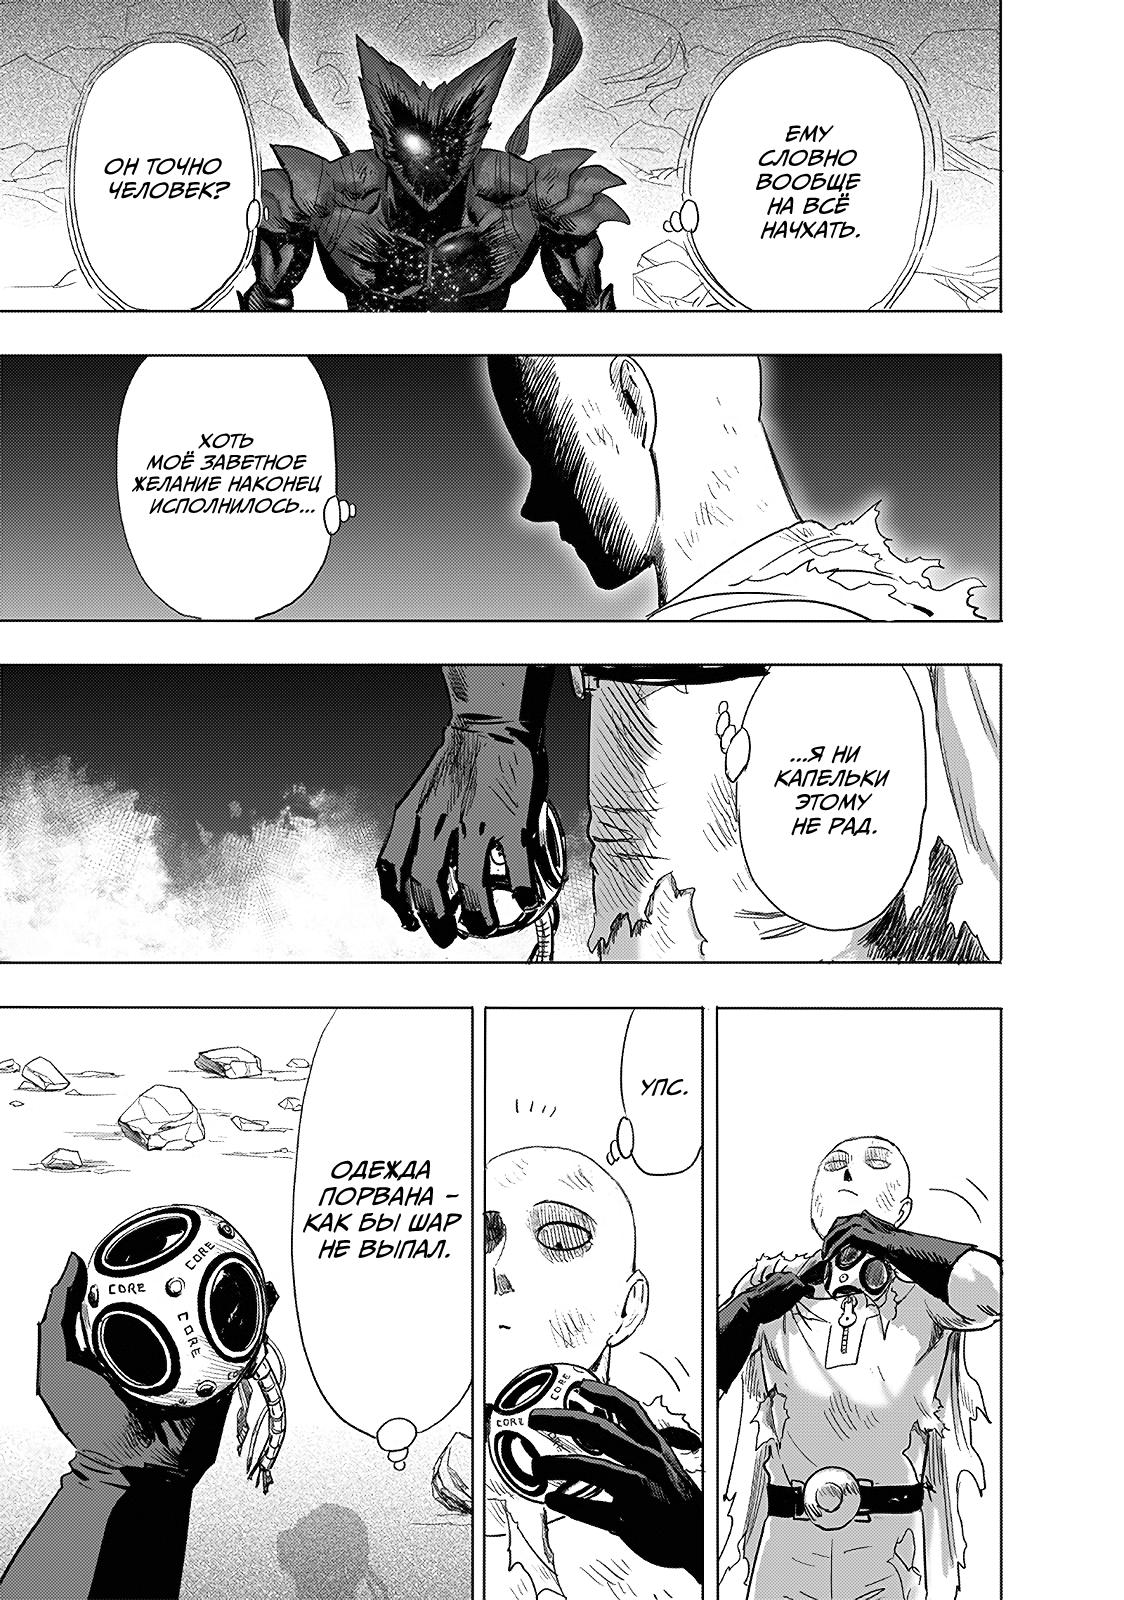 ЕМУ
СЛОВНО
ВООБЩЕ
НА ВСЁ
НАЧХАТЬ.
ОН ТОЧНО
ЧЕЛОВЕК?
ХОТЬ
МОЁ ЗАВЕТНОЕ
ЖЕЛАНИЕ НАКОНЕЦ
ИСПОЛНИЛОСЬ...
...Я НИ
КАПЕЛЬКИ
ЭТОМУ
НЕ РАД.
УПС.
CORE
CORE
ОДЕЖДА
ПОРВАНА –
КАК БЫ ШАР
НЕ ВЫПАЛ.
CORE
CORE
CORE